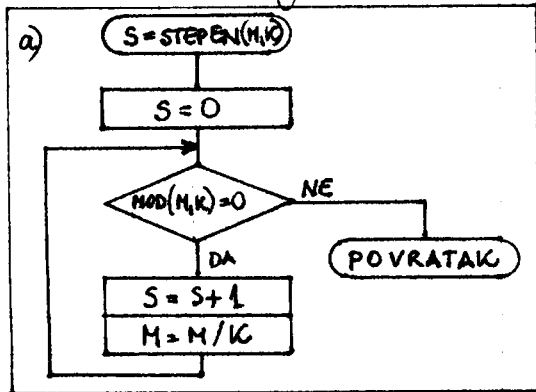 a)
S=STEPEN(M,K)
S=0
MOD(M,K)=0
NE
POVRATAK
DA
S=S+1
M=M/K